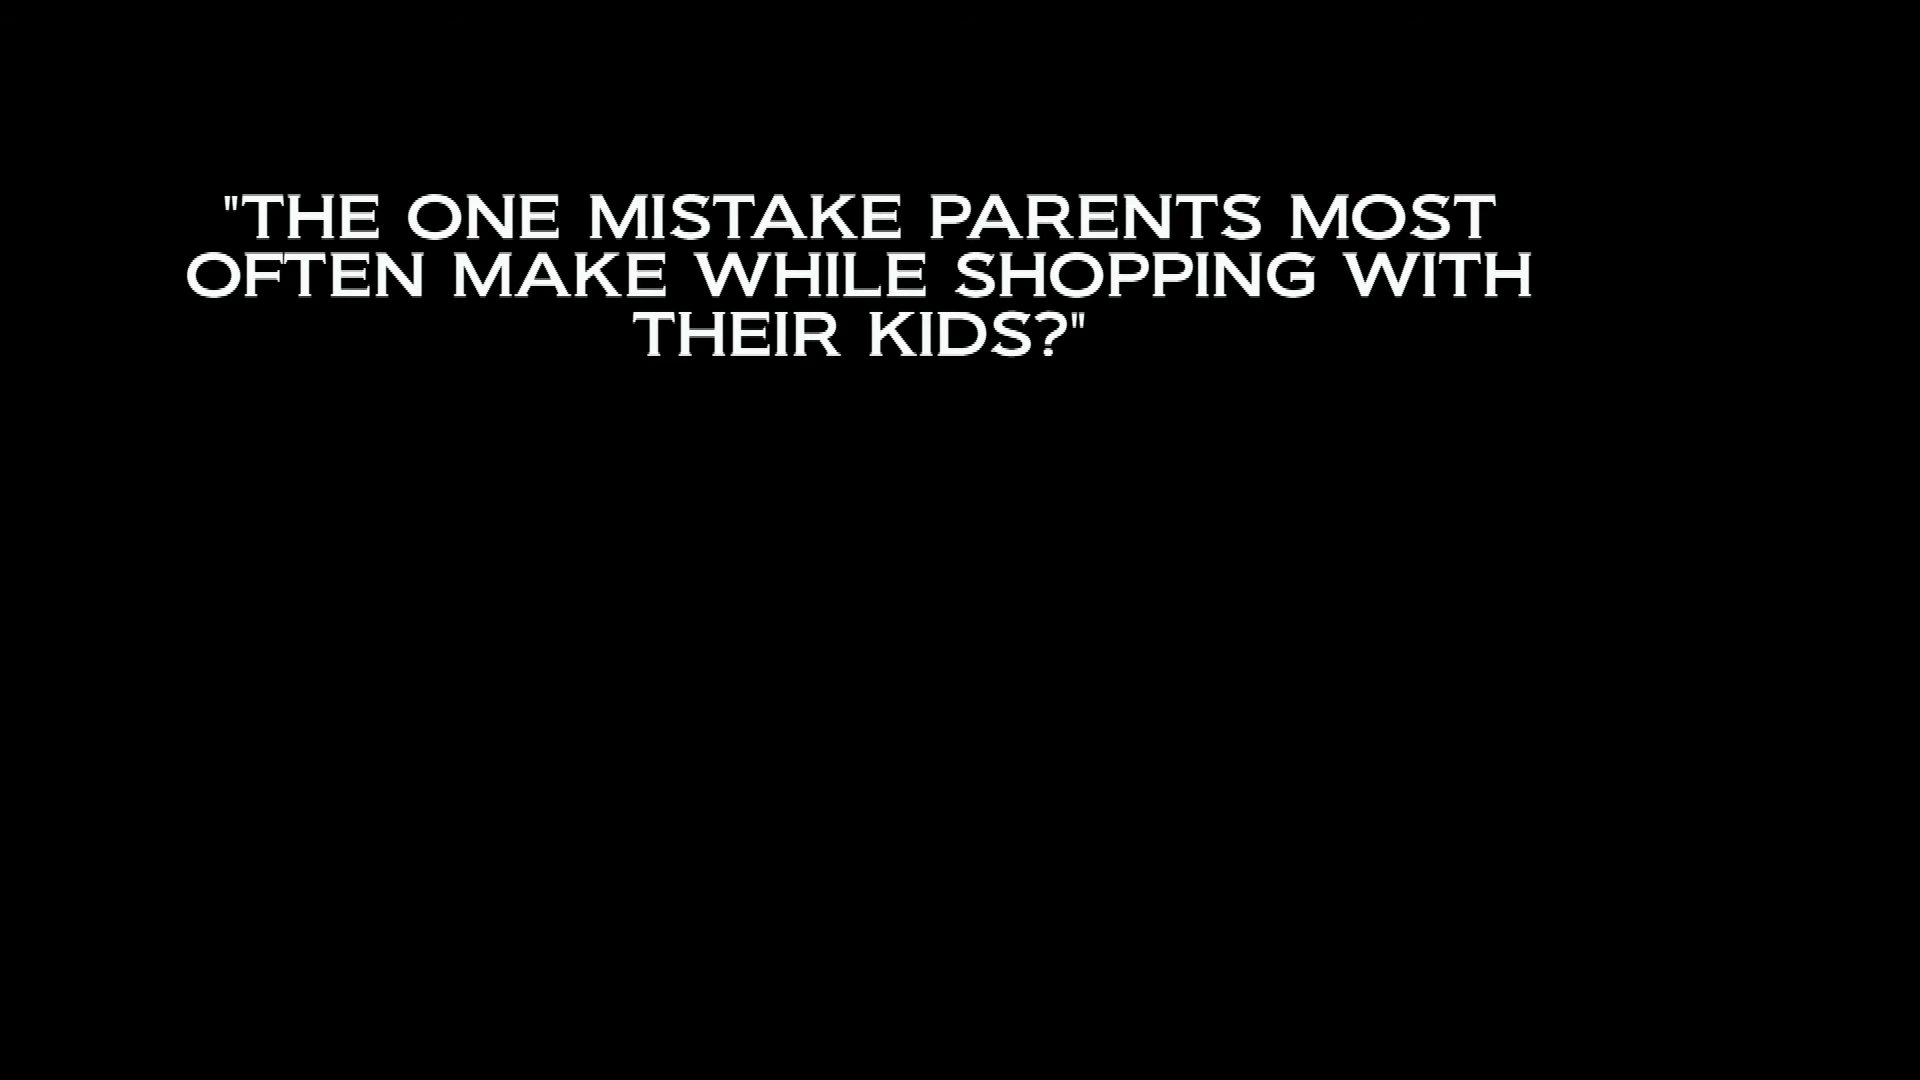 "THE ONE MISTAKE PARENTS MOST
OFTEN MAKE WHILE SHOPPING WITH
THEIR KIDS?"